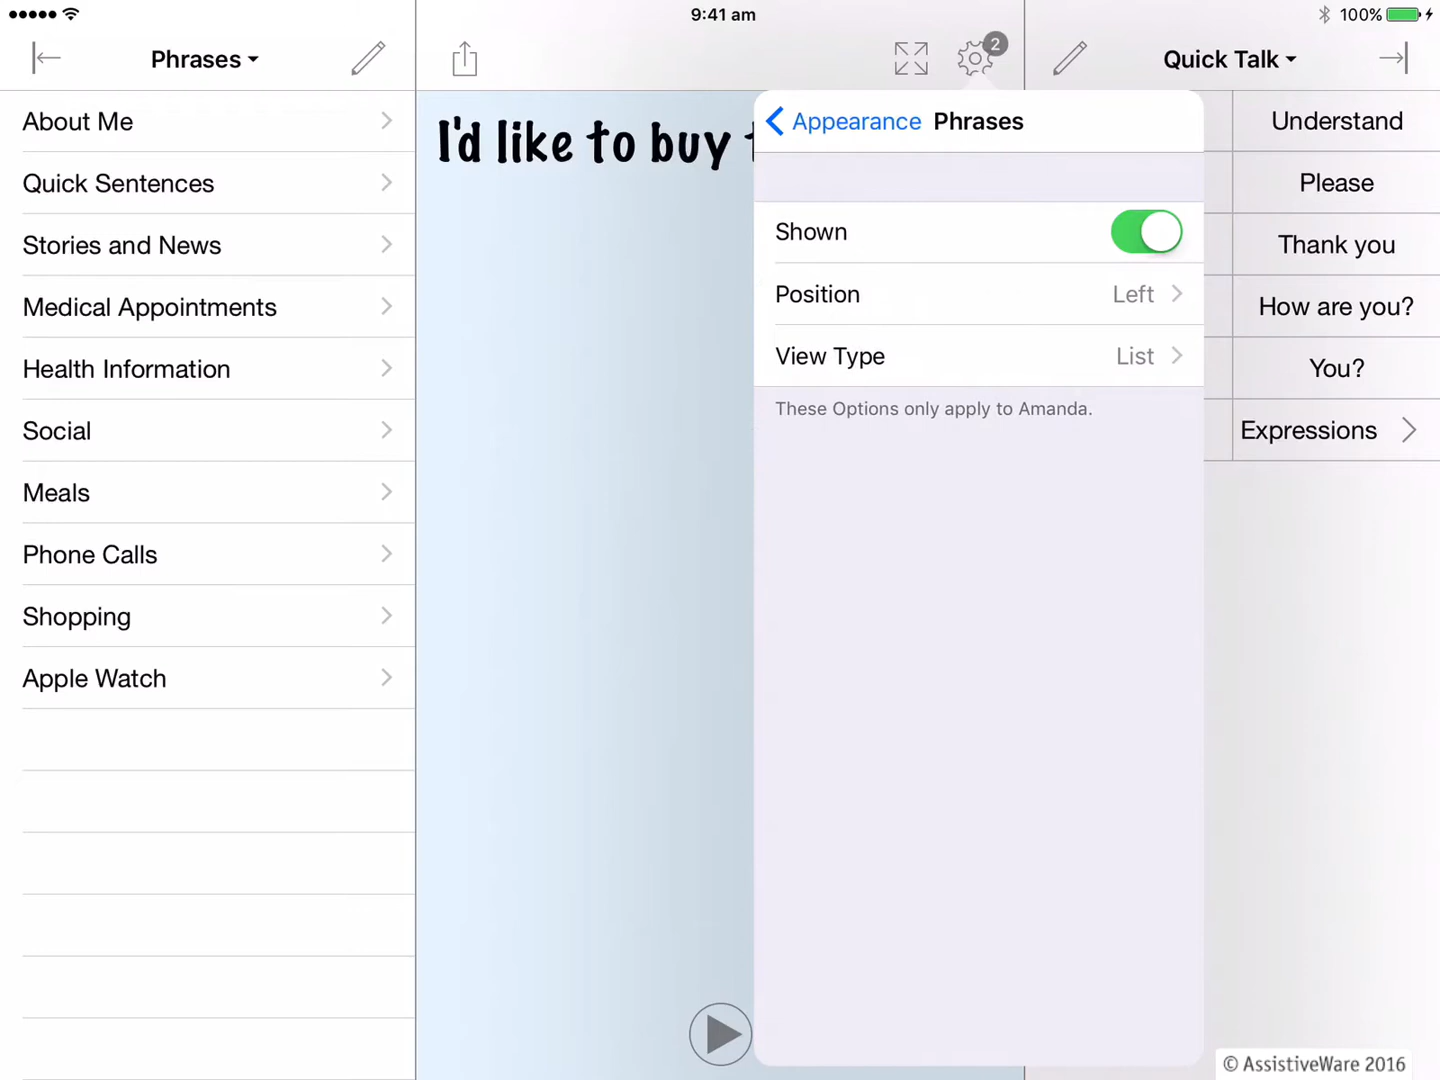 9:41 am
100%
Phrases
2
Quick Talk
About Me
Quick Sentences
Stories and News
Medical Appointments
Health Information
Social
Meals
Phone Calls
Shopping
Apple Watch
I'd like to buy
Appearance Phrases
Shown
Position Left
View Type List
These Options only apply to Amanda.
Understand
Please
Thank you
How are you?
You?
Expressions
© AssistiveWare 2016